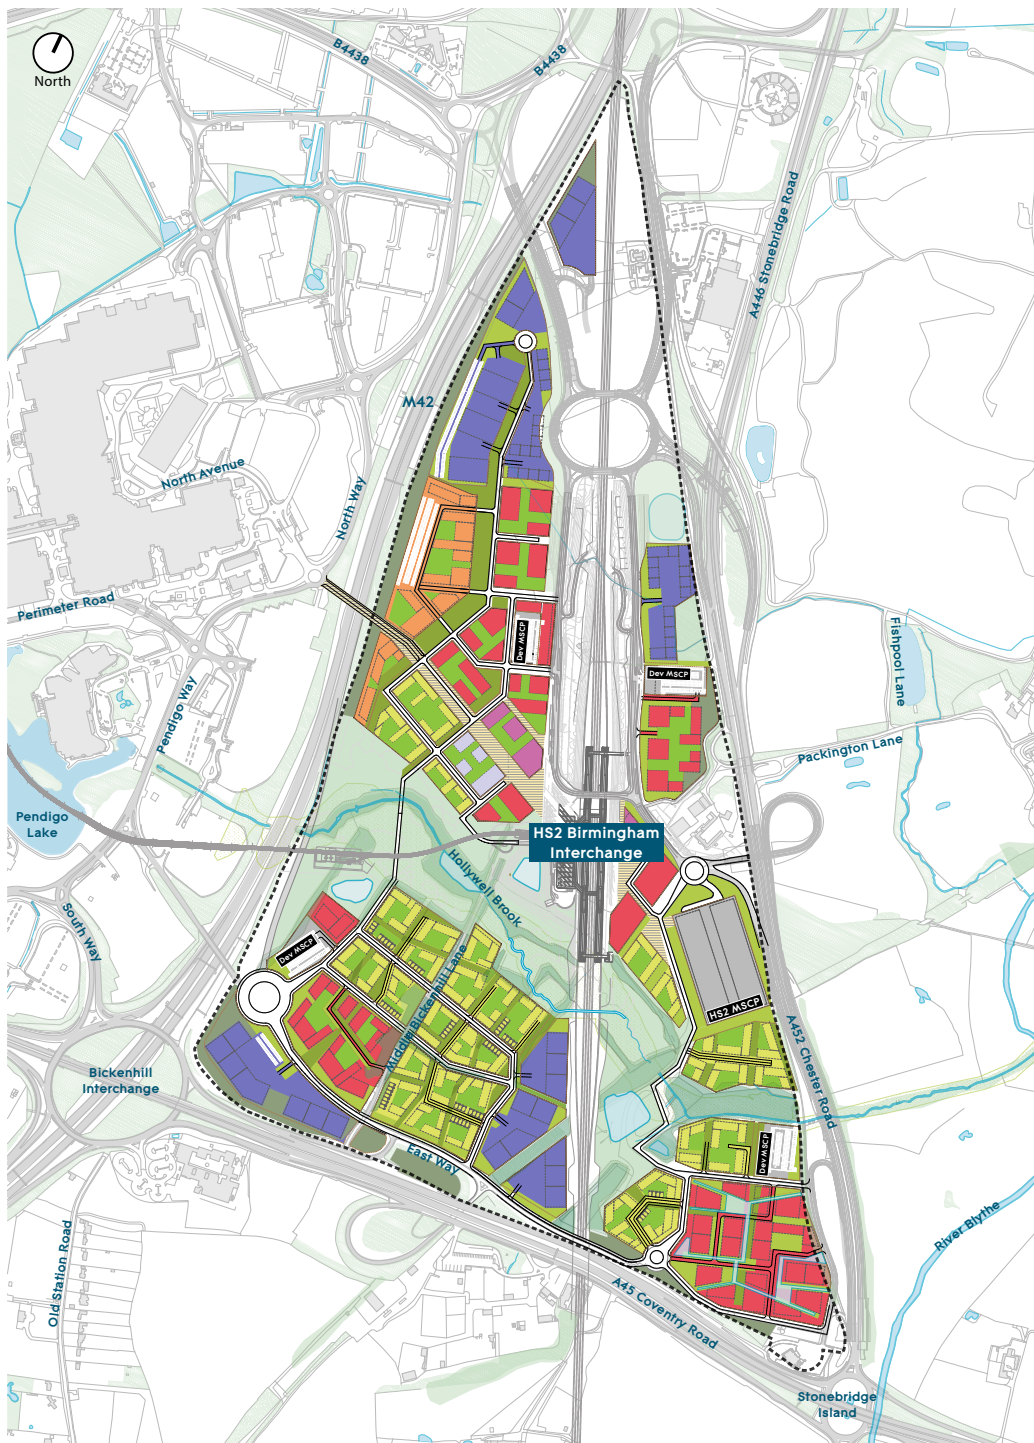 North
B4438
B4438
A446 Stonebridge Road
M42
North Avenue
North Way
Perimeter Road
Dev MSCP
Dev MSCP
Fishpool Lane
Pendigo Way
Packington Lane
Pendigo
Lake
HS2 Birmingham
Interchange
Hollywell Brook
South Way
Dev MSCP
Middle Bickenhill Lane
HS2 MSCP
A452 Chester Road
Bickenhill
Interchange
Dev MSCP
East Way
Old Station Road
River Blythe
A45 Coventry Road
Stonebridge
Island